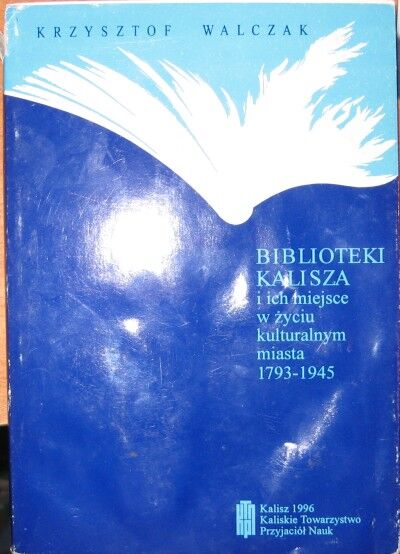 KRZYSZTOF WALCZAK
BIBLIOTEKI
KALISZA
i ich miejsce
w życiu
kulturalnym
miasta
1793-1945
Kalisz 1996
Kaliskie Towarzystwo
Przyjaciół Nauk